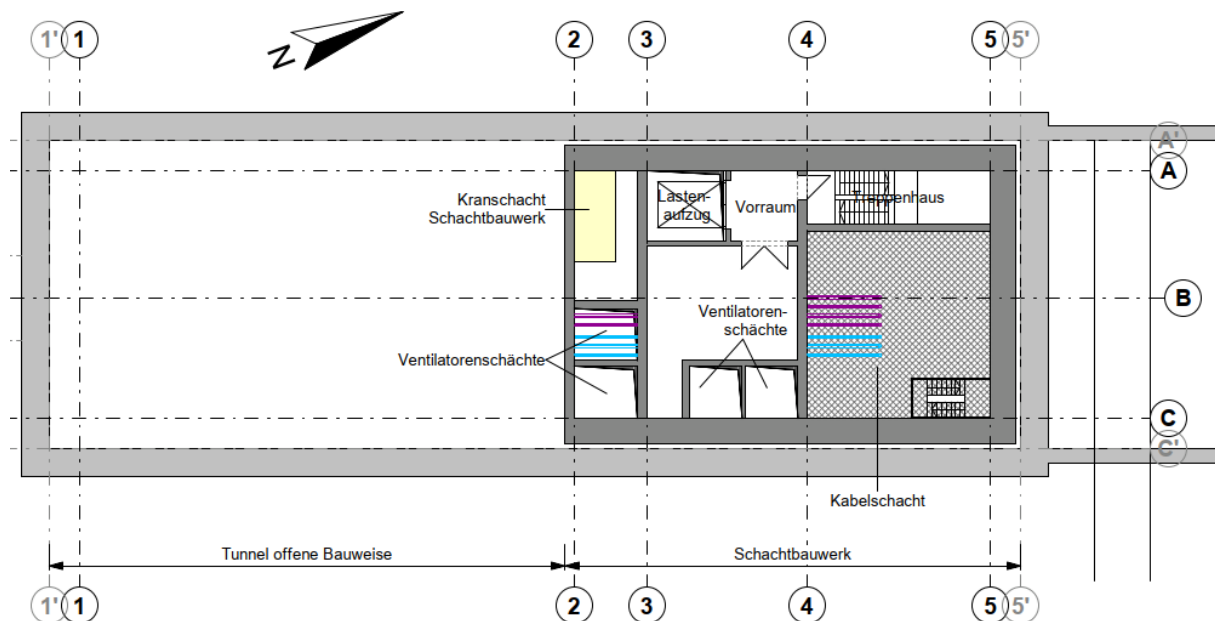 1' 1 2 3 4 5 5'
N
A'
A
Kranschacht
Schachtbauwerk
Lasten-
aufzug
Vorraum
Treppenhaus
B
Ventilatoren-
schächte
Ventilatorenschächte
C
C'
Kabelschacht
Tunnel offene Bauweise
Schachtbauwerk
1' 1 2 3 4 5 5'